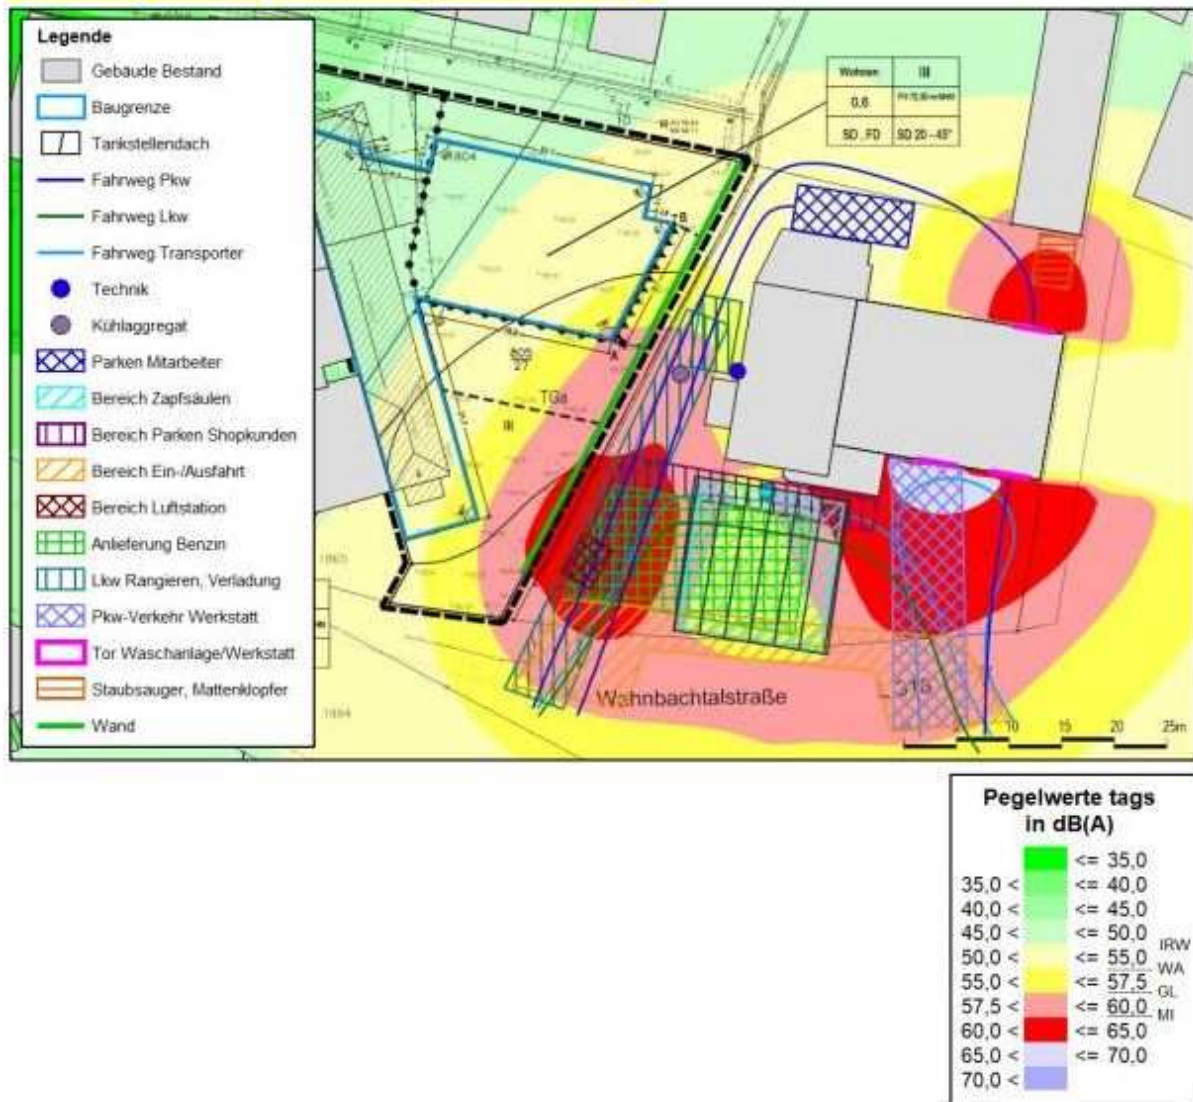 Legende
Gebäude Bestand
Baugrenze
Tankstellendach
Fahrweg Pkw
Fahrweg Lkw
Fahrweg Transporter
Technik
Kühlaggregat
Parken Mitarbeiter
Bereich Zapfsäulen
Bereich Parken Shopkunden
Bereich Ein-/Ausfahrt
Bereich Luftstation
Anlieferung Benzin
Lkw Rangieren, Verladung
Pkw-Verkehr Werkstatt
Tor Waschanlage/Werkstatt
Staubsauger, Mattenklopfer
Wand
Wohnen III
0,6
SD . FD SD 20 - 45°
804
B
A
805
27
TGa
III
Wahnbachtalstraße
10 15 20 25m
Pegelwerte tags
in dB(A)
<= 35,0
35,0 < <= 40,0
40,0 < <= 45,0
45,0 < <= 50,0
IRW
50,0 < <= 55,0
WA
55,0 < <= 57,5
GL
57,5 < <= 60,0
MI
60,0 < <= 65,0
65,0 < <= 70,0
70,0 <